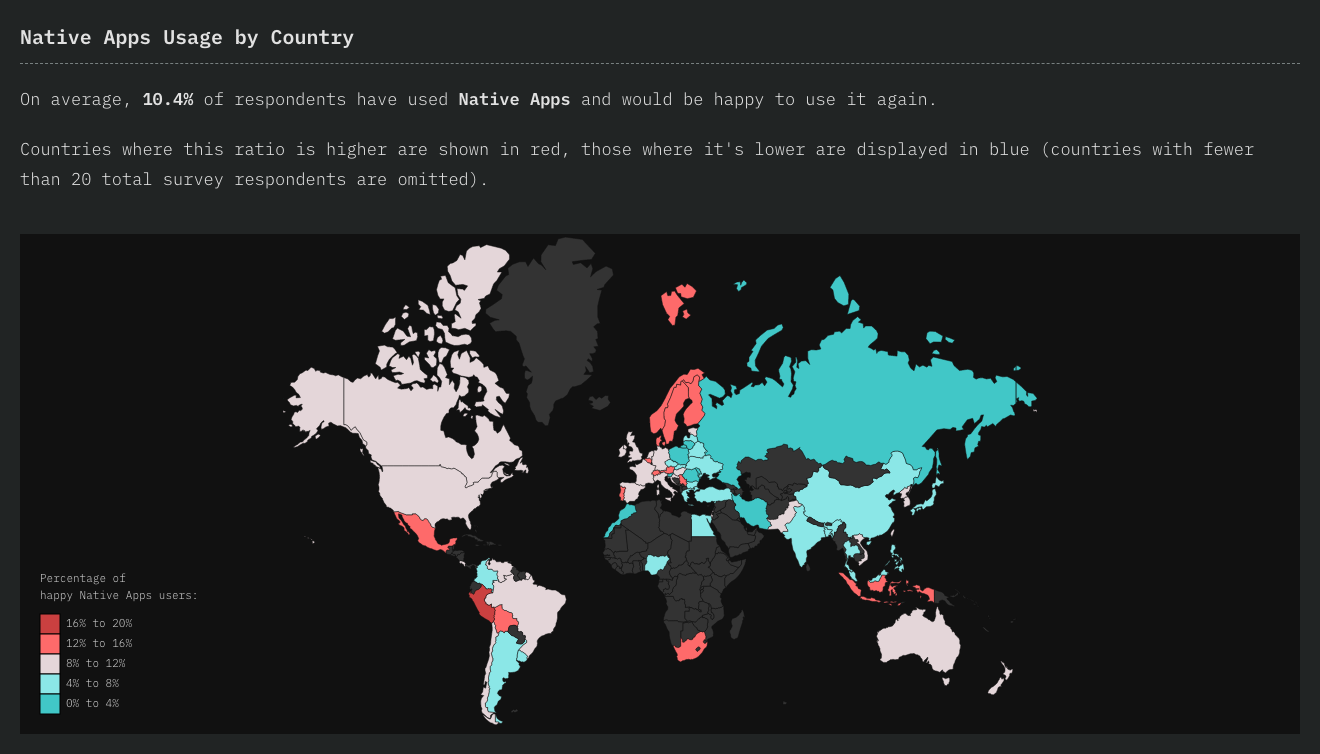 Native Apps Usage by Country
On average, 10.4% of respondents have used Native Apps and would be happy to use it again.
Countries where this ratio is higher are shown in red, those where it's lower are displayed in blue (countries with fewer
than 20 total survey respondents are omitted).
Percentage of
happy Native Apps users:
16% to 20%
12% to 16%
8% to 12%
4% to 8%
0% to 4%